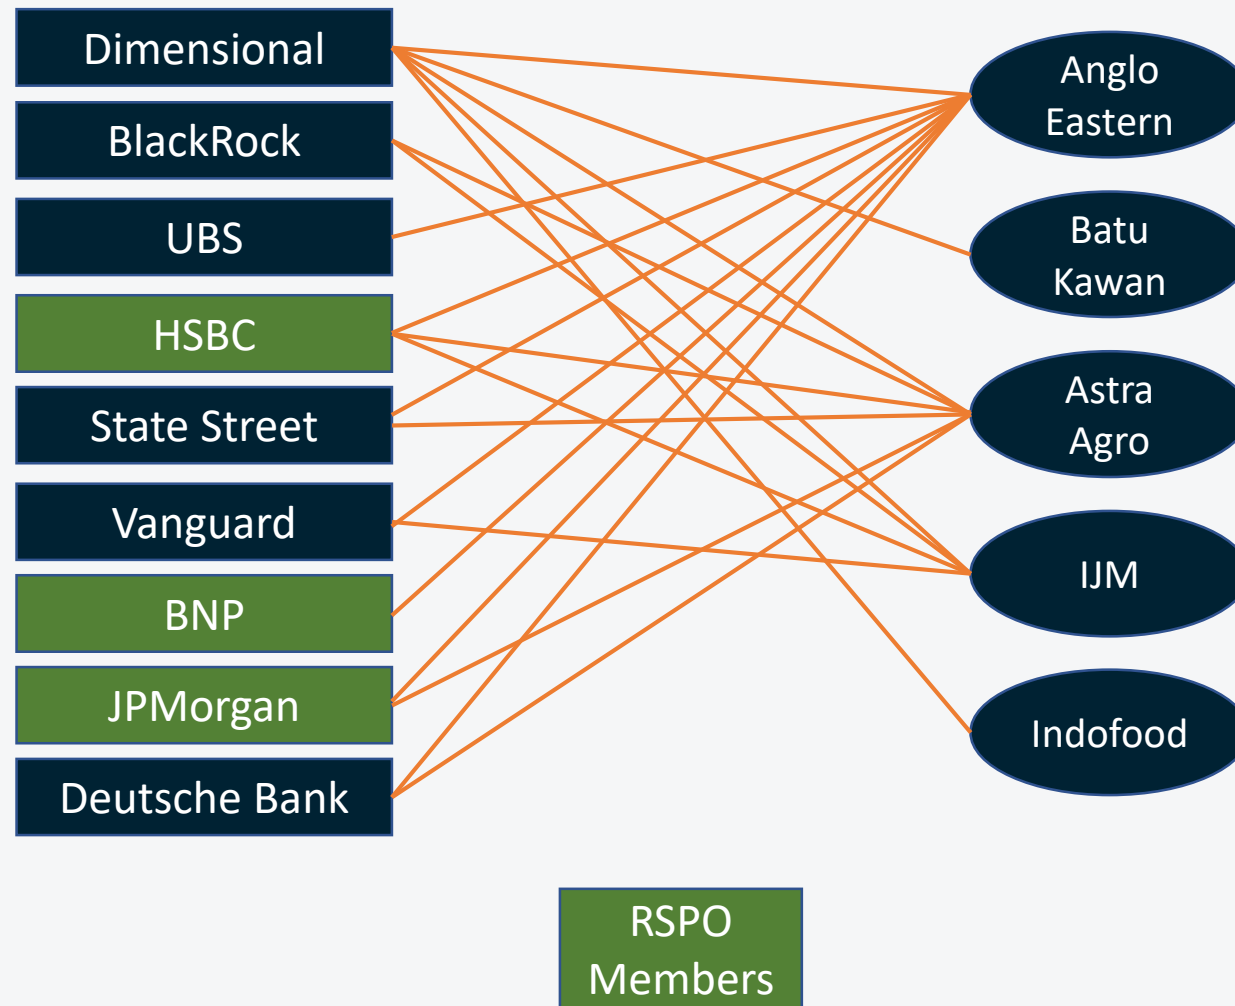 Dimensional
BlackRock
UBS
HSBC
State Street
Vanguard
BNP
JPMorgan
Deutsche Bank
Anglo
Eastern
Batu
Kawan
Astra
Agro
IJM
Indofood
RSPO
Members